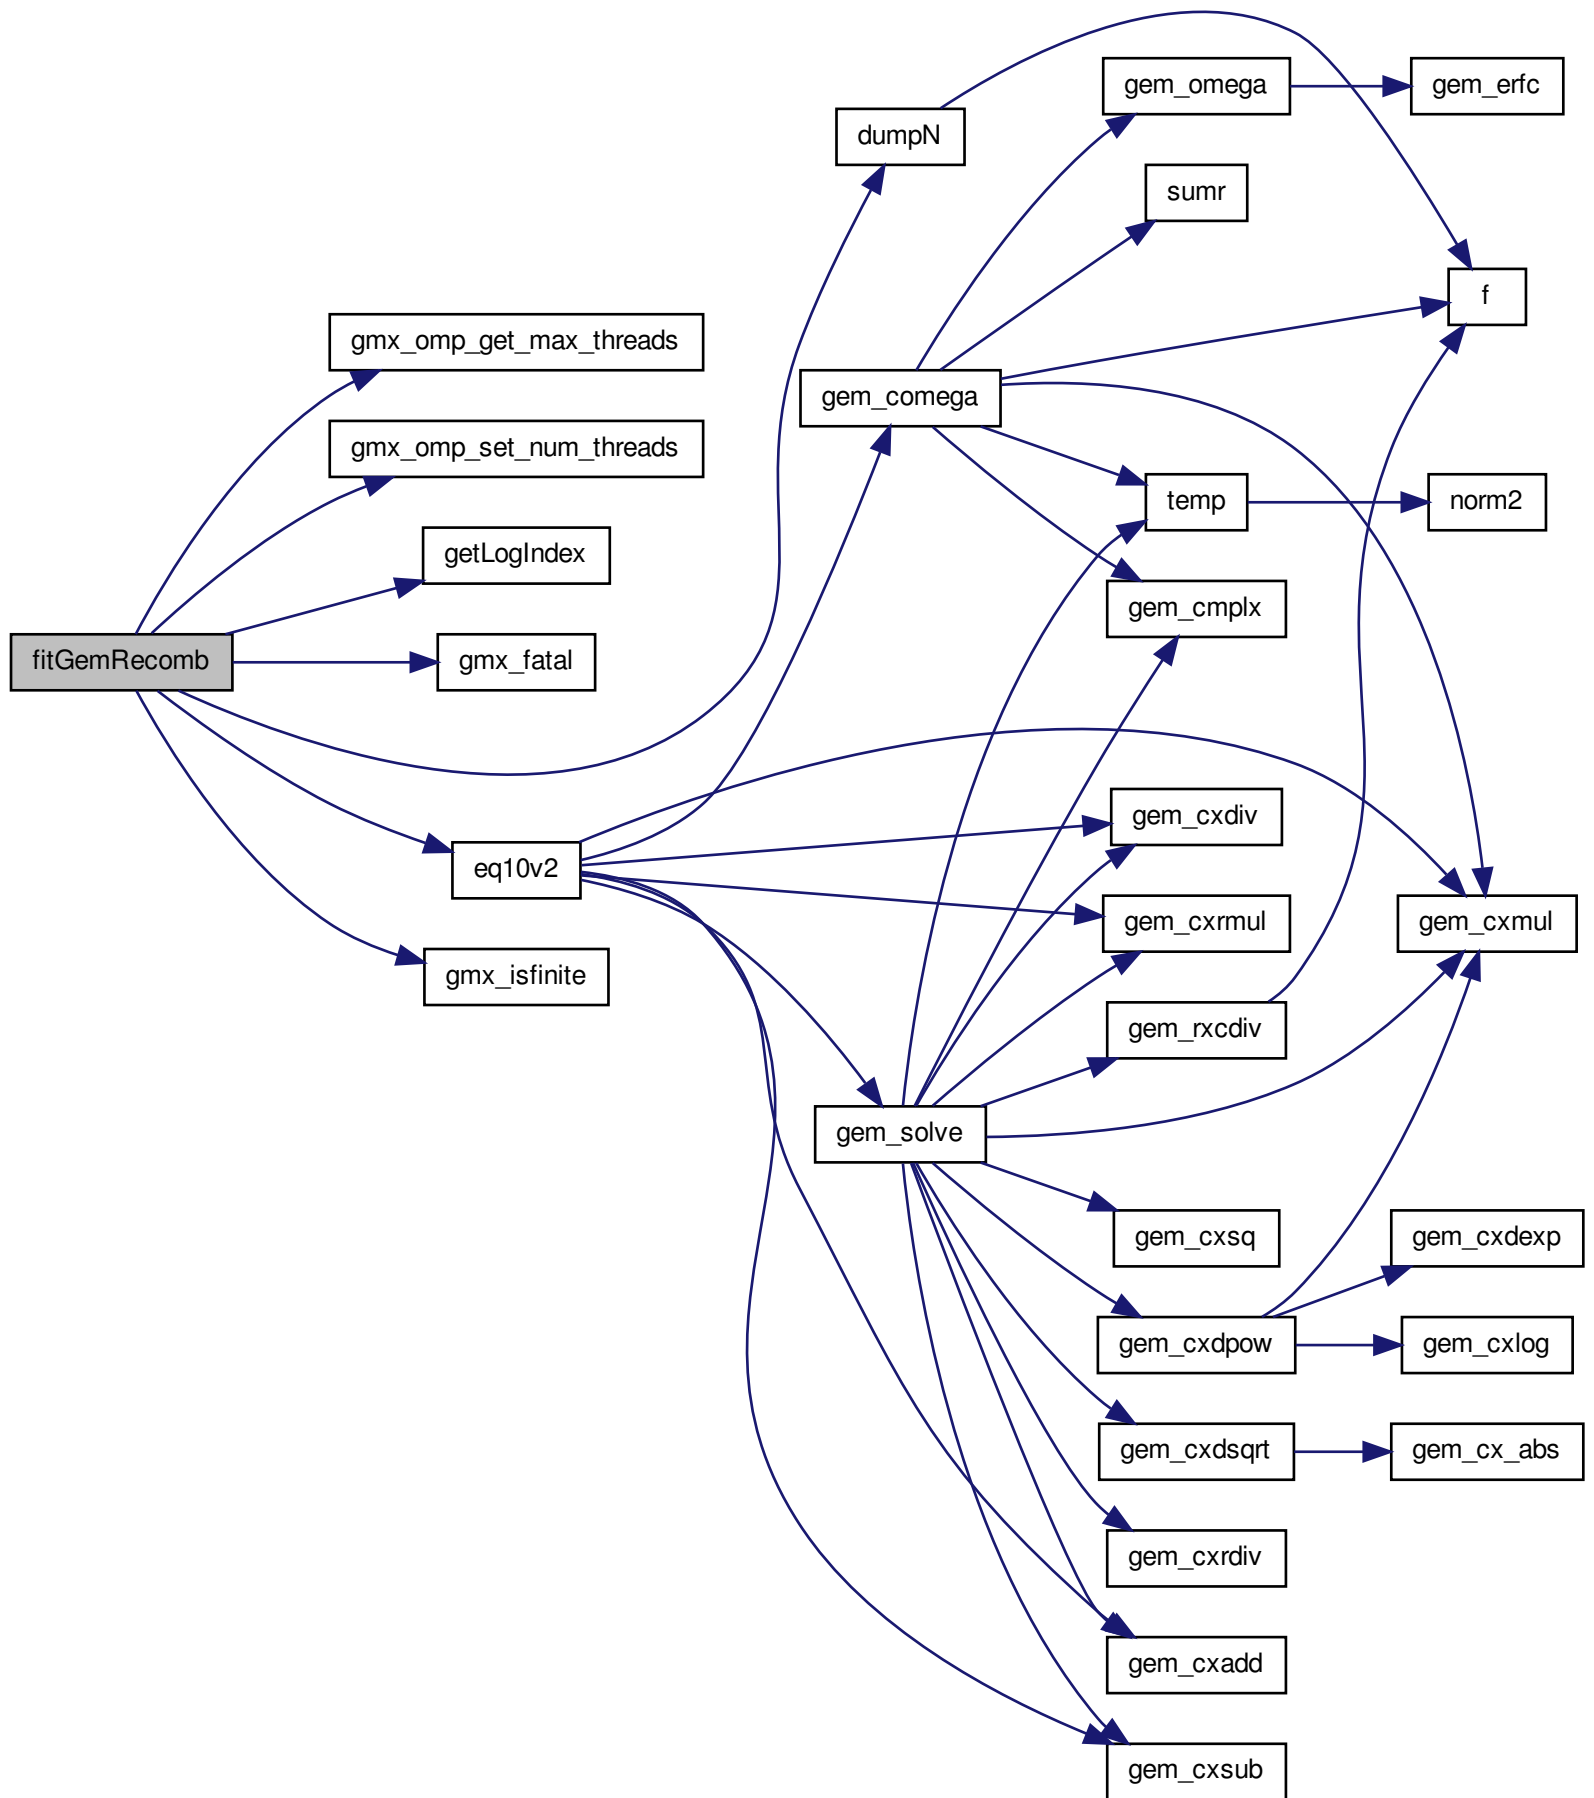 fitGemRecomb
gmx_omp_get_max_threads
gmx_omp_set_num_threads
getLogIndex
gmx_fatal
eq10v2
gmx_isfinite
dumpN
gem_comega
gem_solve
gem_omega
sumr
temp
gem_cmplx
gem_cxdiv
gem_cxrmul
gem_rxcdiv
gem_cxsq
gem_cxdpow
gem_cxdsqrt
gem_cxrdiv
gem_cxadd
gem_cxsub
gem_erfc
f
norm2
gem_cxmul
gem_cxdexp
gem_cxlog
gem_cx_abs